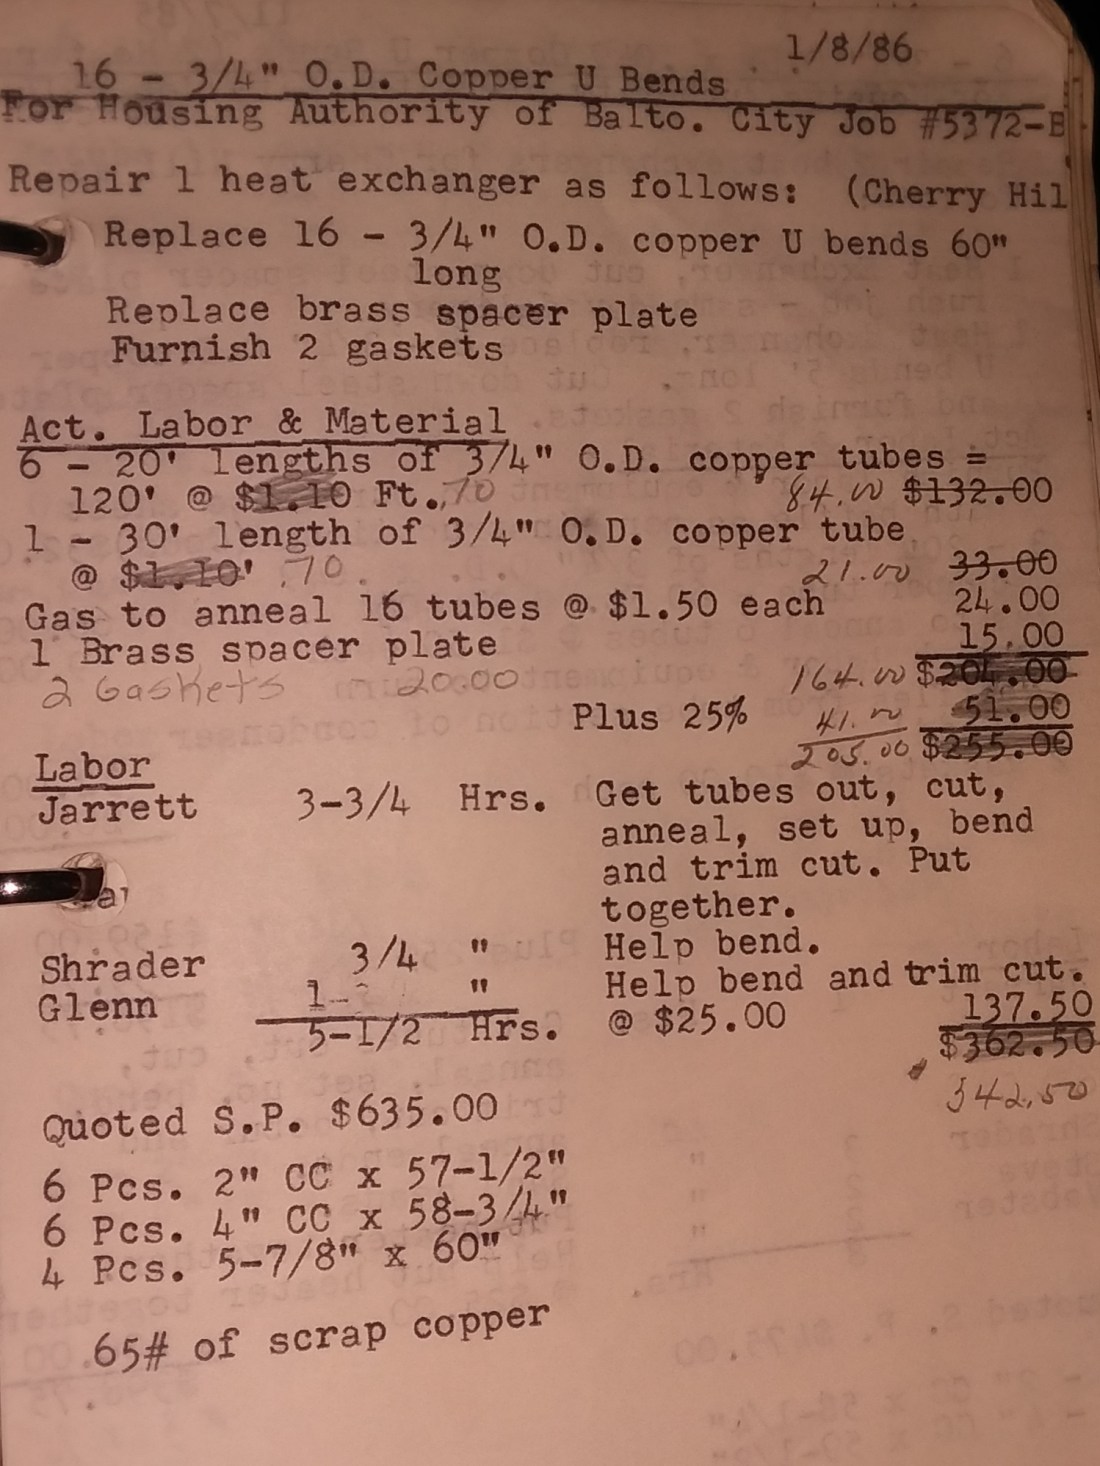 1/8/86
16 - 3/4" O.D. Copper U Bends
For Housing Authority of Balto. City Job #5372-B
Repair 1 heat exchanger as follows: (Cherry Hil
Replace 16 - 3/4" O.D. copper U bends 60"
long
Replace brass spacer plate
Furnish 2 gaskets
Act. Labor & Material
6 - 20' lengths of 3/4" O.D. copper tubes =
120' @ $1.10 Ft. .70 84.00 $132.00
1 - 30' length of 3/4" O.D. copper tube
@ $1.10' .70. 21.00 33.00
Gas to anneal 16 tubes @ $1.50 each 24.00
1 Brass spacer plate 15.00
2 Gaskets - 20.00 164.00 $204.00
Plus 25% 41.00 51.00
205.00 $255.00
Labor
Jarrett 3-3/4 Hrs. Get tubes out, cut,
anneal, set up, bend
and trim cut. Put
together.
Shrader 3/4 " Help bend.
Glenn 1- " Help bend and trim cut.
5-1/2 Hrs. @ $25.00 137.50
$362.50
342.50
Quoted S.P. $635.00
6 Pcs. 2" CC x 57-1/2"
6 Pcs. 4" CC x 58-3/4"
4 Pcs. 5-7/8" x 60"
65# of scrap copper